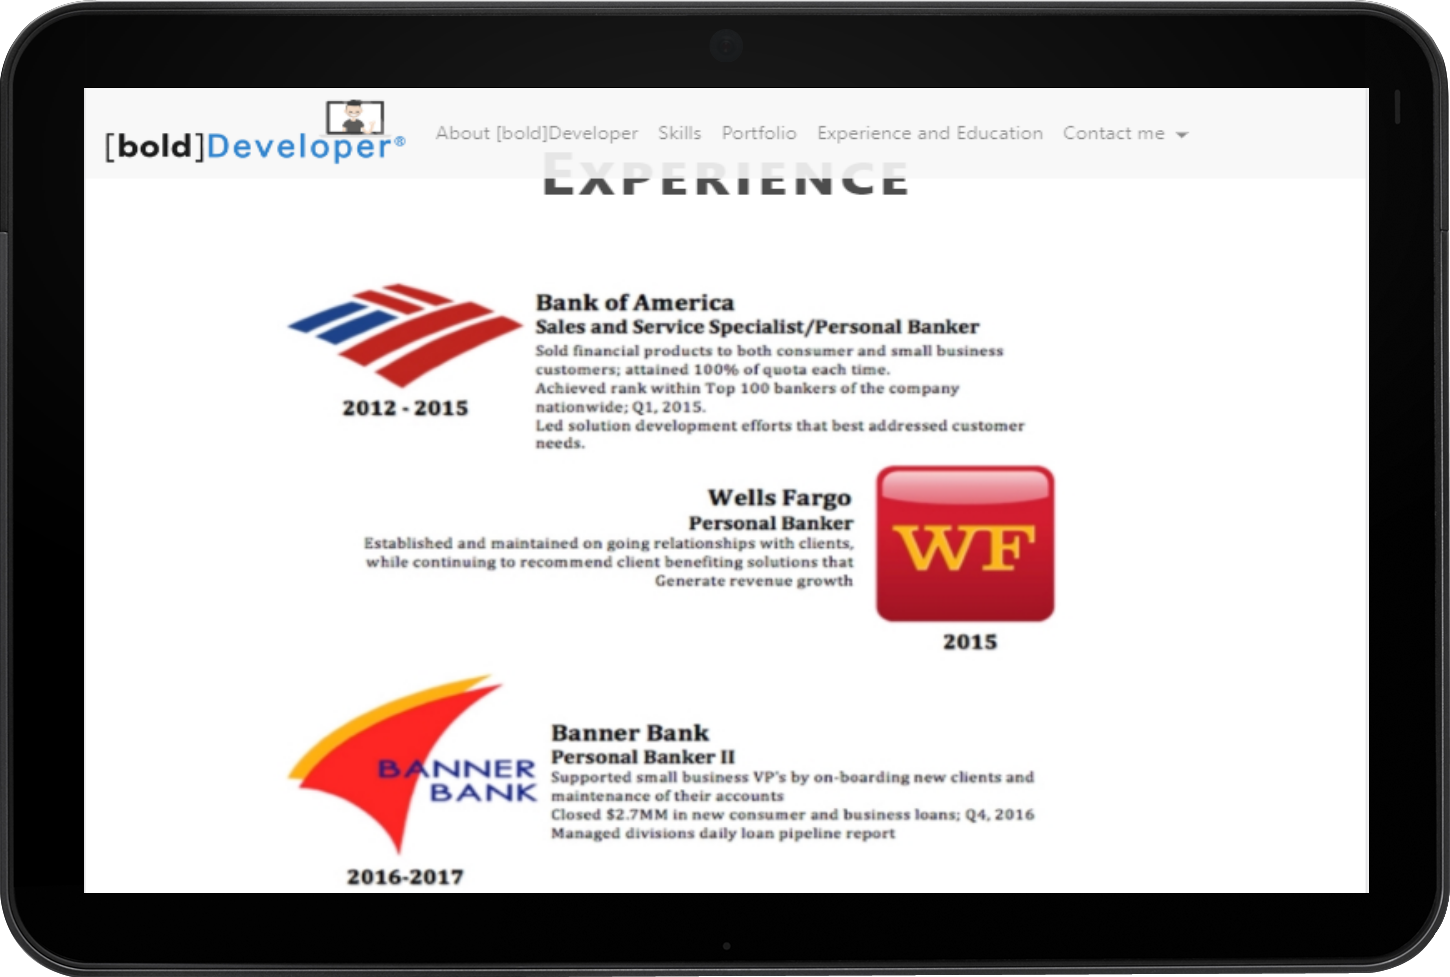 [bold]Developer®
About [bold]Developer Skills Portfolio Experience and Education Contact me
EXPERIENCE
Bank of America
Sales and Service Specialist/Personal Banker
Sold financial products to both consumer and small business
customers; attained 100% of quota each time.
Achieved rank within Top 100 bankers of the company
nationwide; Q1, 2015.
Led solution development efforts that best addressed customer
needs.
2012 - 2015
Wells Fargo
Personal Banker
Established and maintained on going relationships with clients,
while continuing to recommend client benefiting solutions that
Generate revenue growth
WF
2015
BANNER
BANK
Banner Bank
Personal Banker II
Supported small business VP's by on-boarding new clients and
maintenance of their accounts
Closed $2.7MM in new consumer and business loans; Q4, 2016
Managed divisions daily loan pipeline report
2016-2017